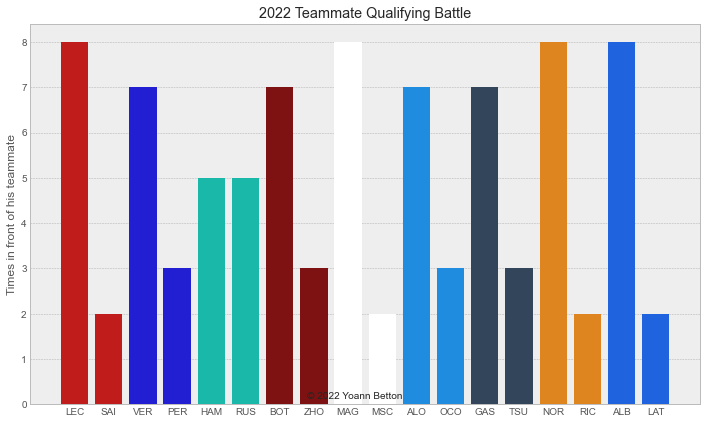 2022 Teammate Qualifying Battle
Times in front of his teammate
8
7
6
5
4
3
2
1
0
© 2022 Yoann Betton
LEC SAI VER PER HAM RUS BOT ZHO MAG MSC ALO OCO GAS TSU NOR RIC ALB LAT